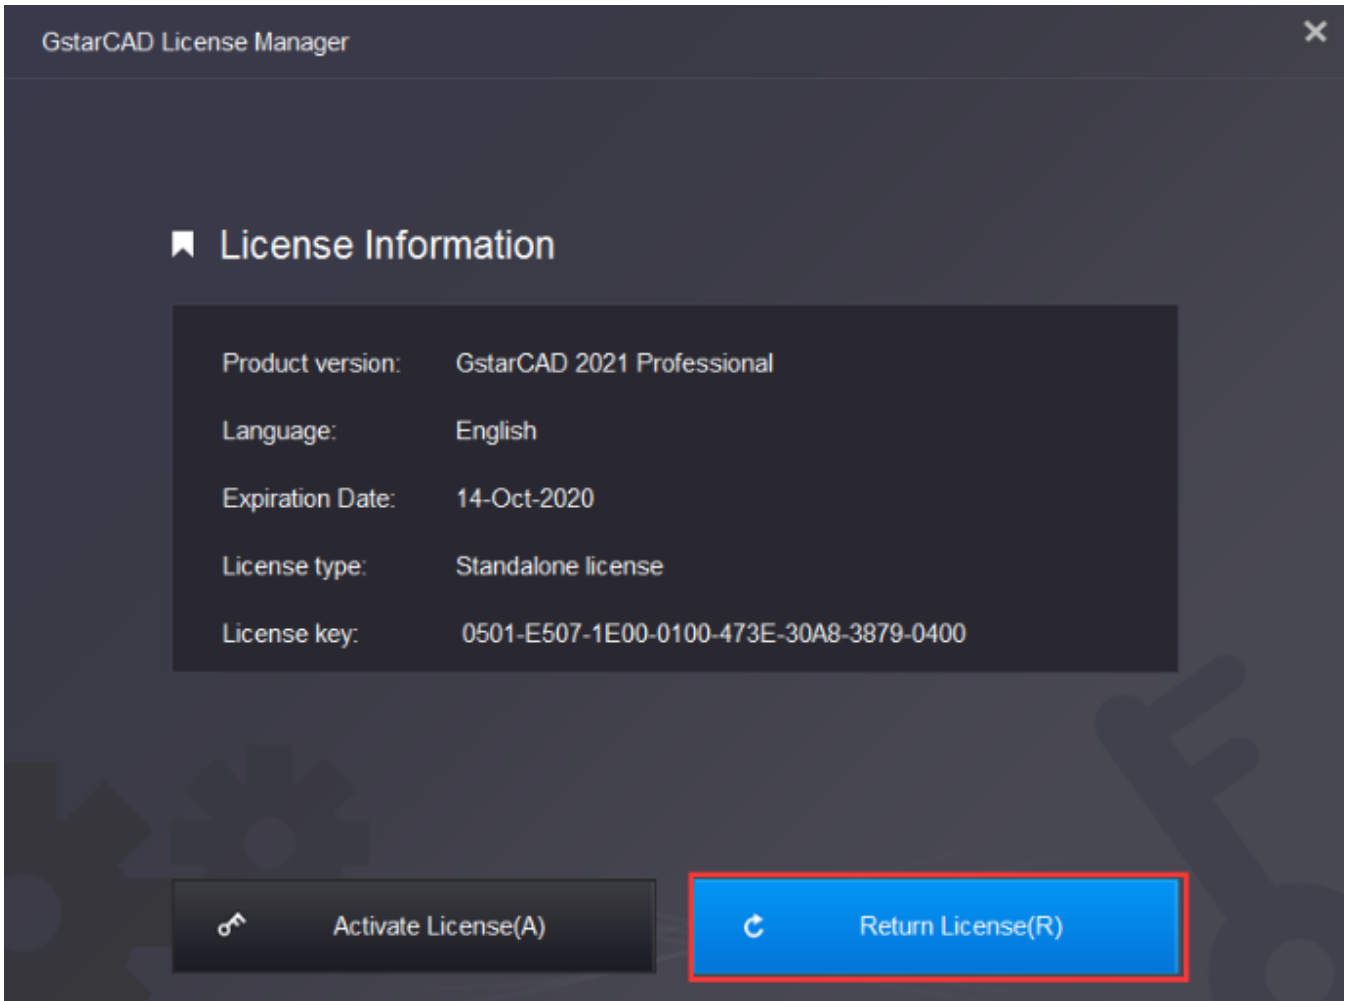 GstarCAD License Manager
License Information
Product version: GstarCAD 2021 Professional
Language: English
Expiration Date: 14-Oct-2020
License type: Standalone license
License key: 0501-E507-1E00-0100-473E-30A8-3879-0400
Activate License(A)
Return License(R)